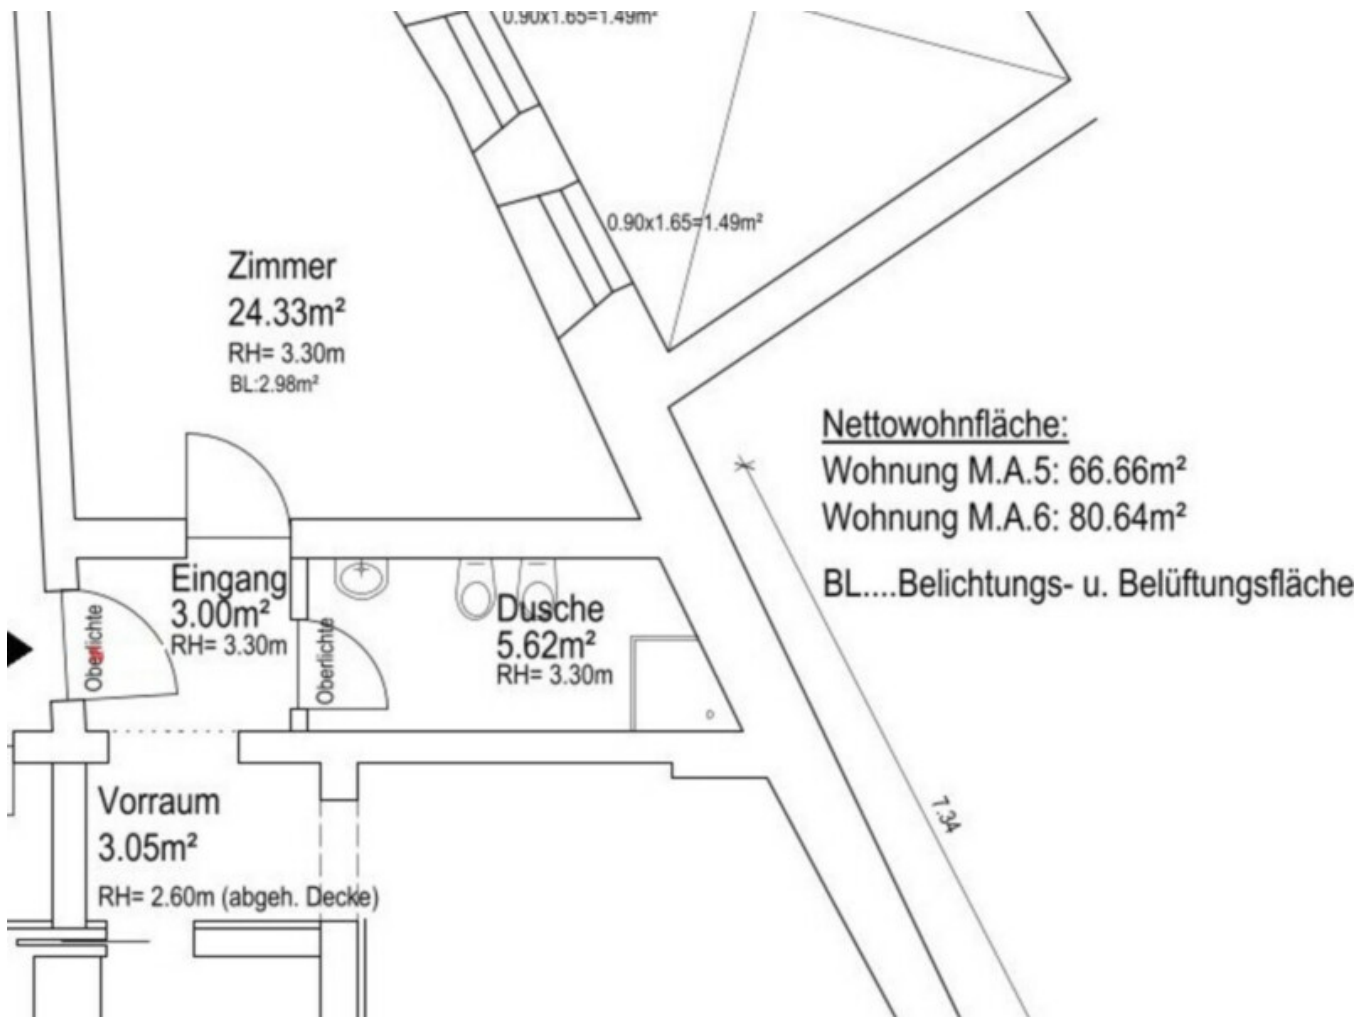 0.90x1.65=1.49m²
0.90x1.65=1.49m²
Zimmer
24.33m²
RH= 3.30m
BL:2.98m²
Nettowohnfläche:
Wohnung M.A.5: 66.66m²
Wohnung M.A.6: 80.64m²
BL....Belichtungs- u. Belüftungsfläche
Eingang
3.00m²
RH= 3.30m
Oberlichte
Oberlichte
Dusche
5.62m²
RH= 3.30m
Vorraum
3.05m²
RH= 2.60m (abgeh. Decke)
7.34